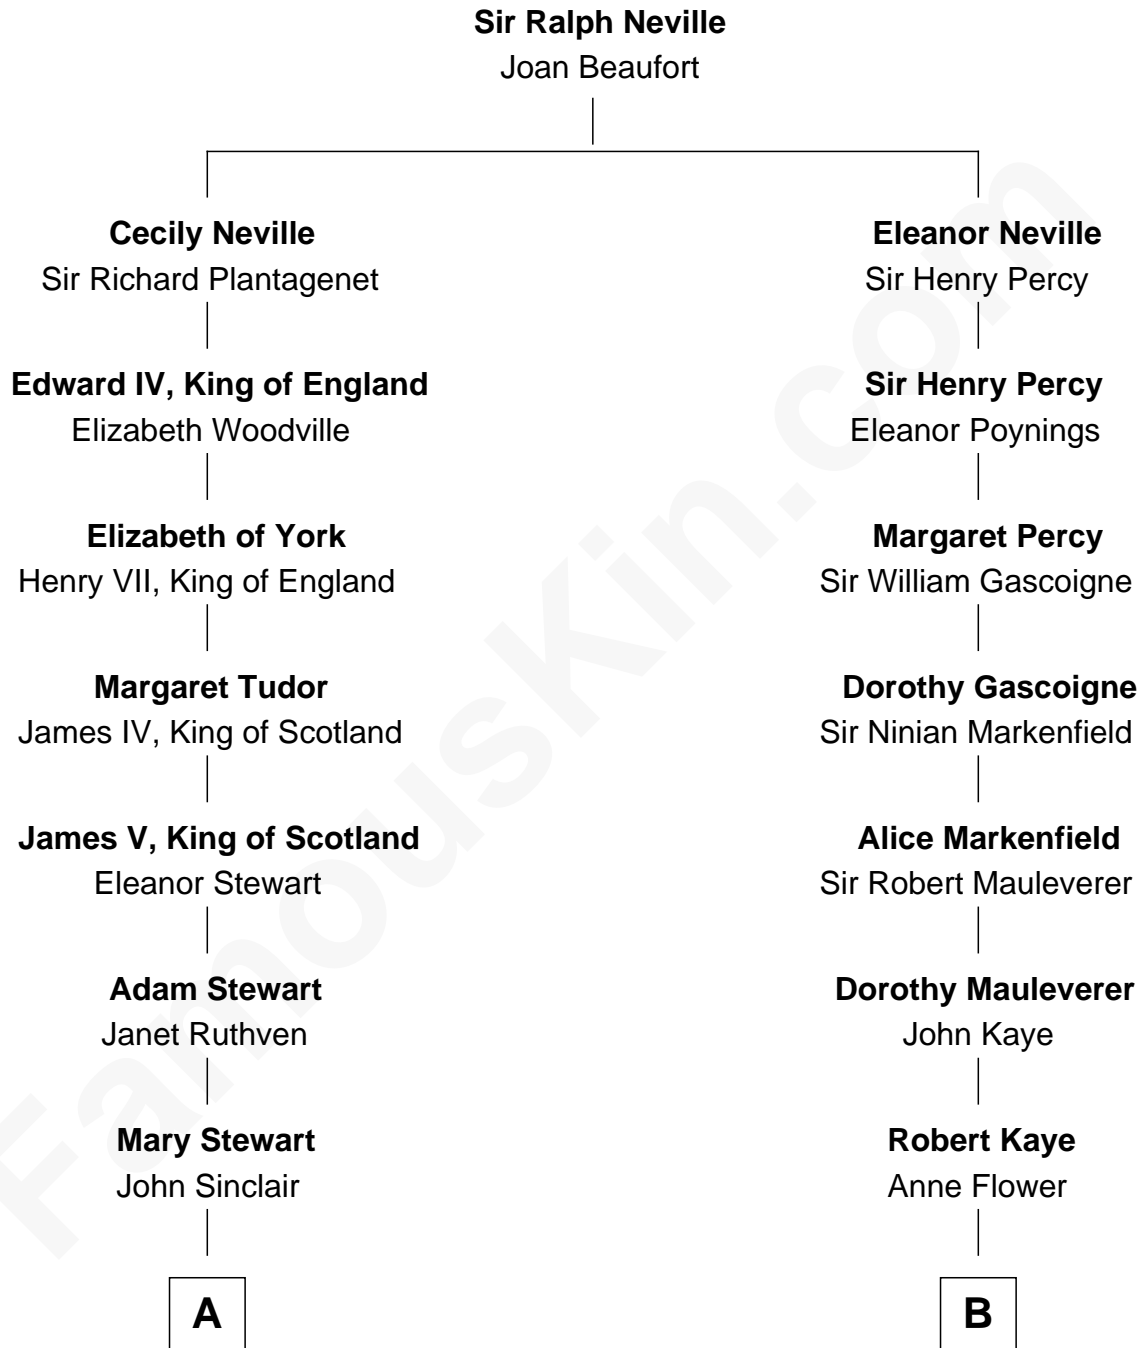 Sir Ralph Neville
Joan Beaufort
Cecily Neville
Sir Richard Plantagenet
Edward IV, King of England
Elizabeth Woodville
Elizabeth of York
Henry VII, King of England
Margaret Tudor
James IV, King of Scotland
James V, King of Scotland
Eleanor Stewart
Adam Stewart
Janet Ruthven
Mary Stewart
John Sinclair
A
Eleanor Neville
Sir Henry Percy
Sir Henry Percy
Eleanor Poynings
Margaret Percy
Sir William Gascoigne
Dorothy Gascoigne
Sir Ninian Markenfield
Alice Markenfield
Sir Robert Mauleverer
Dorothy Mauleverer
John Kaye
Robert Kaye
Anne Flower
B
FamousKin.com